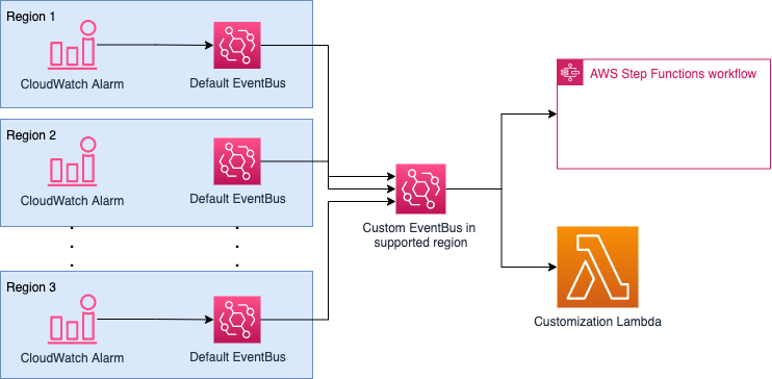 Region 1
CloudWatch Alarm
Default EventBus
Region 2
CloudWatch Alarm
Default EventBus
Region 3
CloudWatch Alarm
Default EventBus
Custom EventBus in
supported region
AWS Step Functions workflow
Customization Lambda